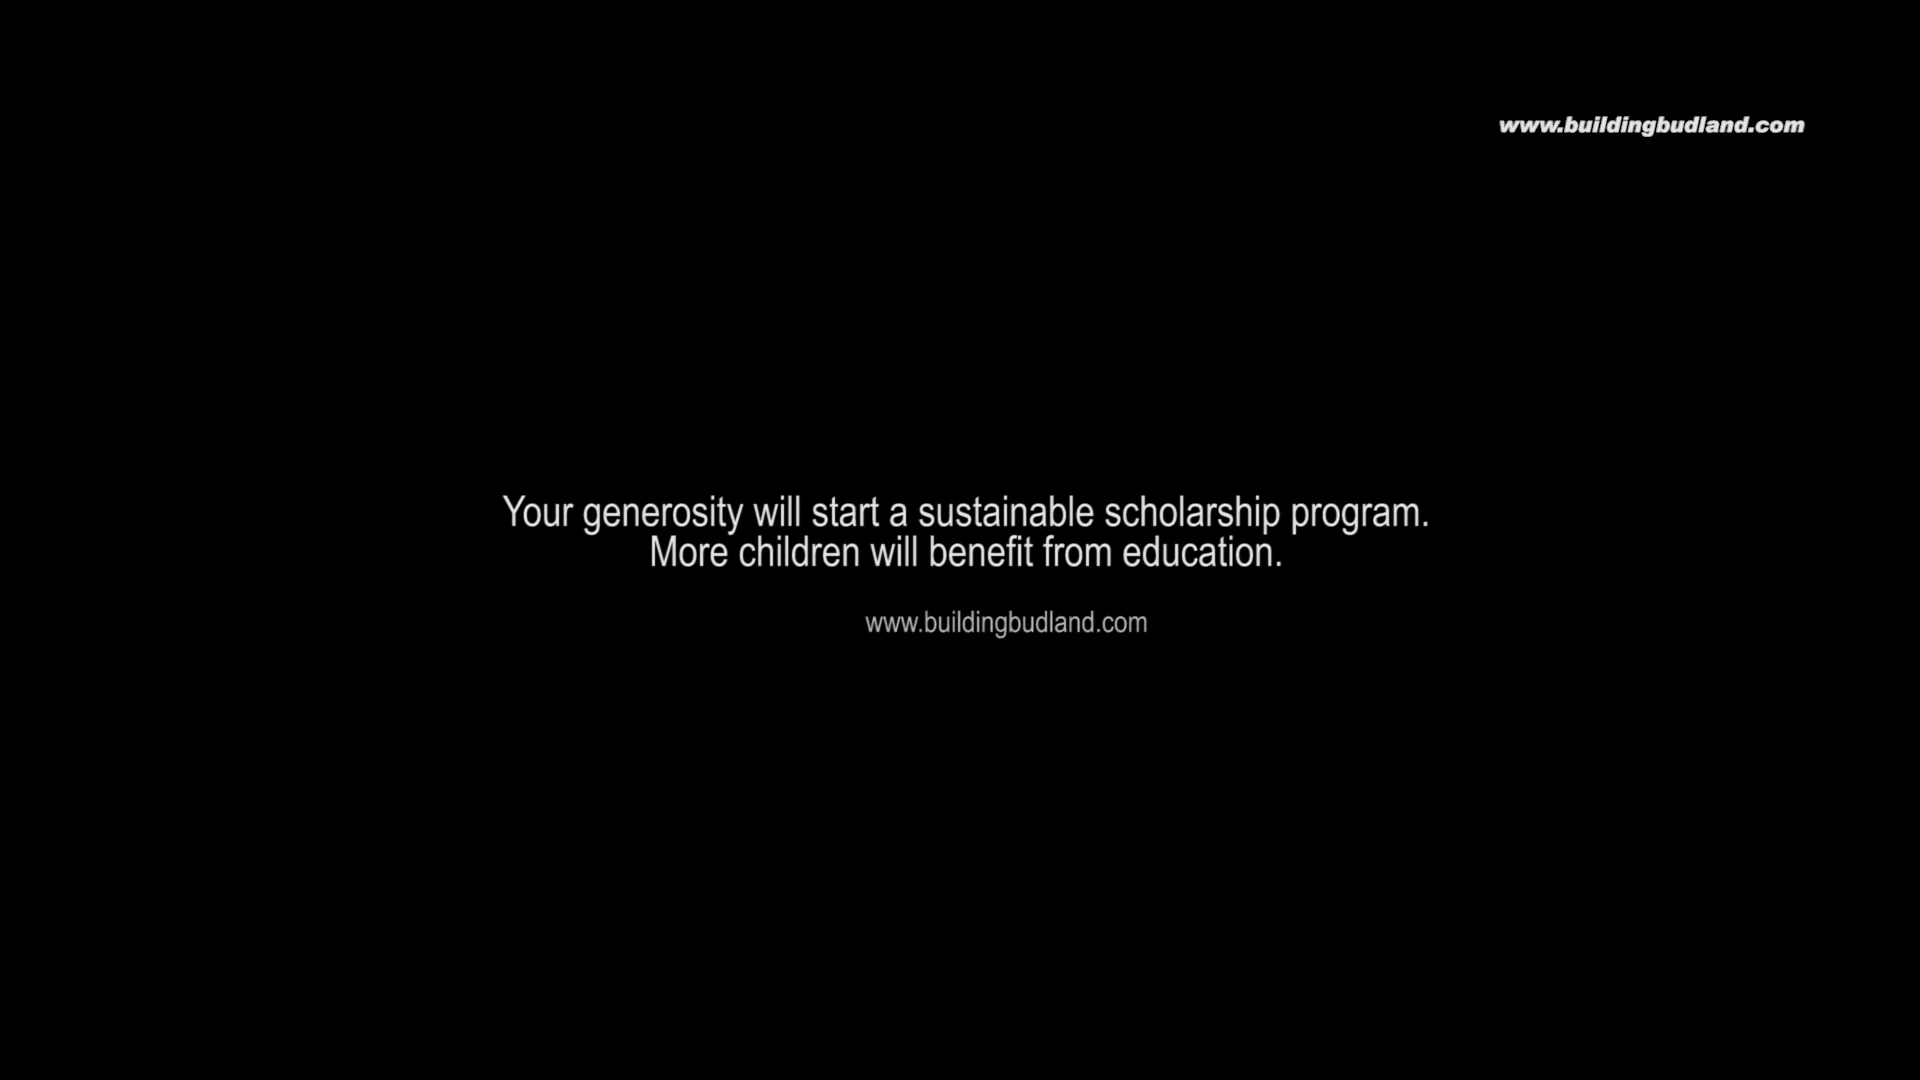 www.buildingbudland.com
Your generosity will start a sustainable scholarship program.
More children will benefit from education.
www.buildingbudland.com